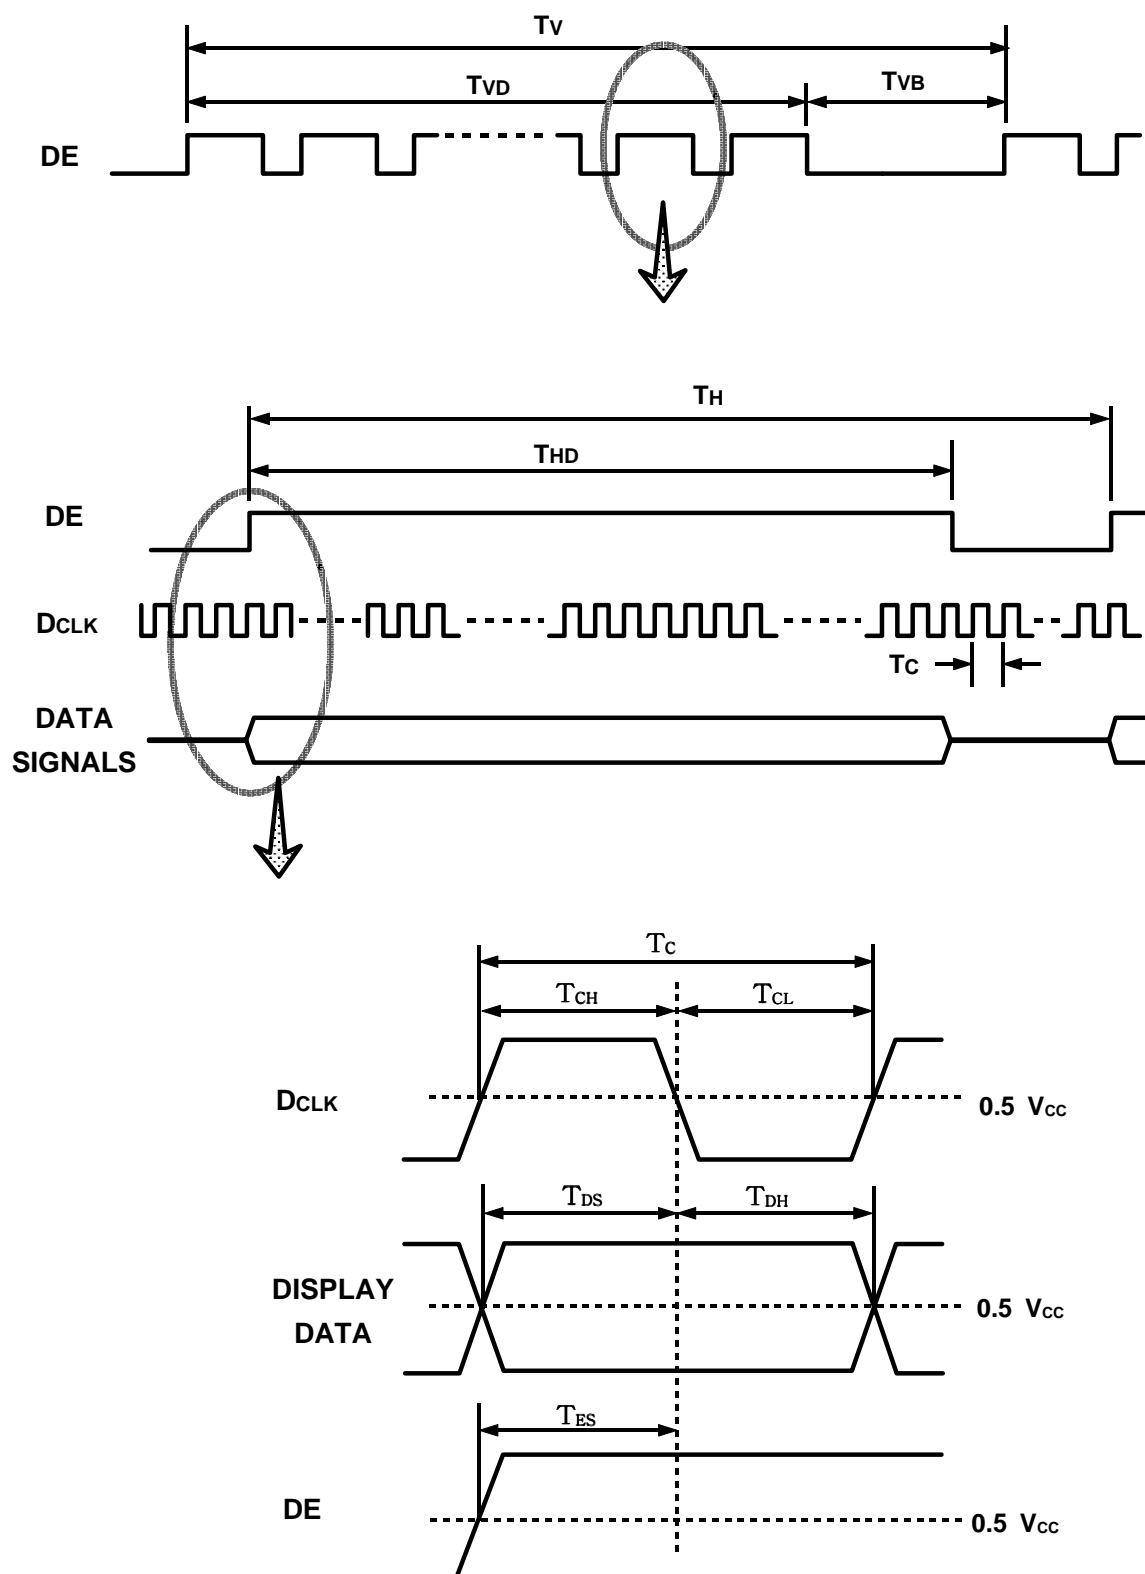 TV
TVD
TVB
DE
TH
THD
DE
DCLK
TC
DATA
SIGNALS
TC
TCH
TCL
DCLK
0.5 VCC
TDS
TDH
DISPLAY
DATA
0.5 VCC
TES
DE
0.5 VCC